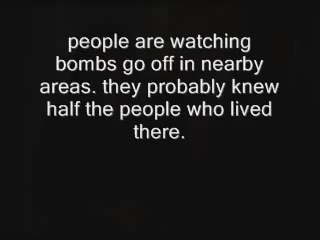 people are watching
bombs go off in nearby
areas. they probably knew
half the people who lived
there.